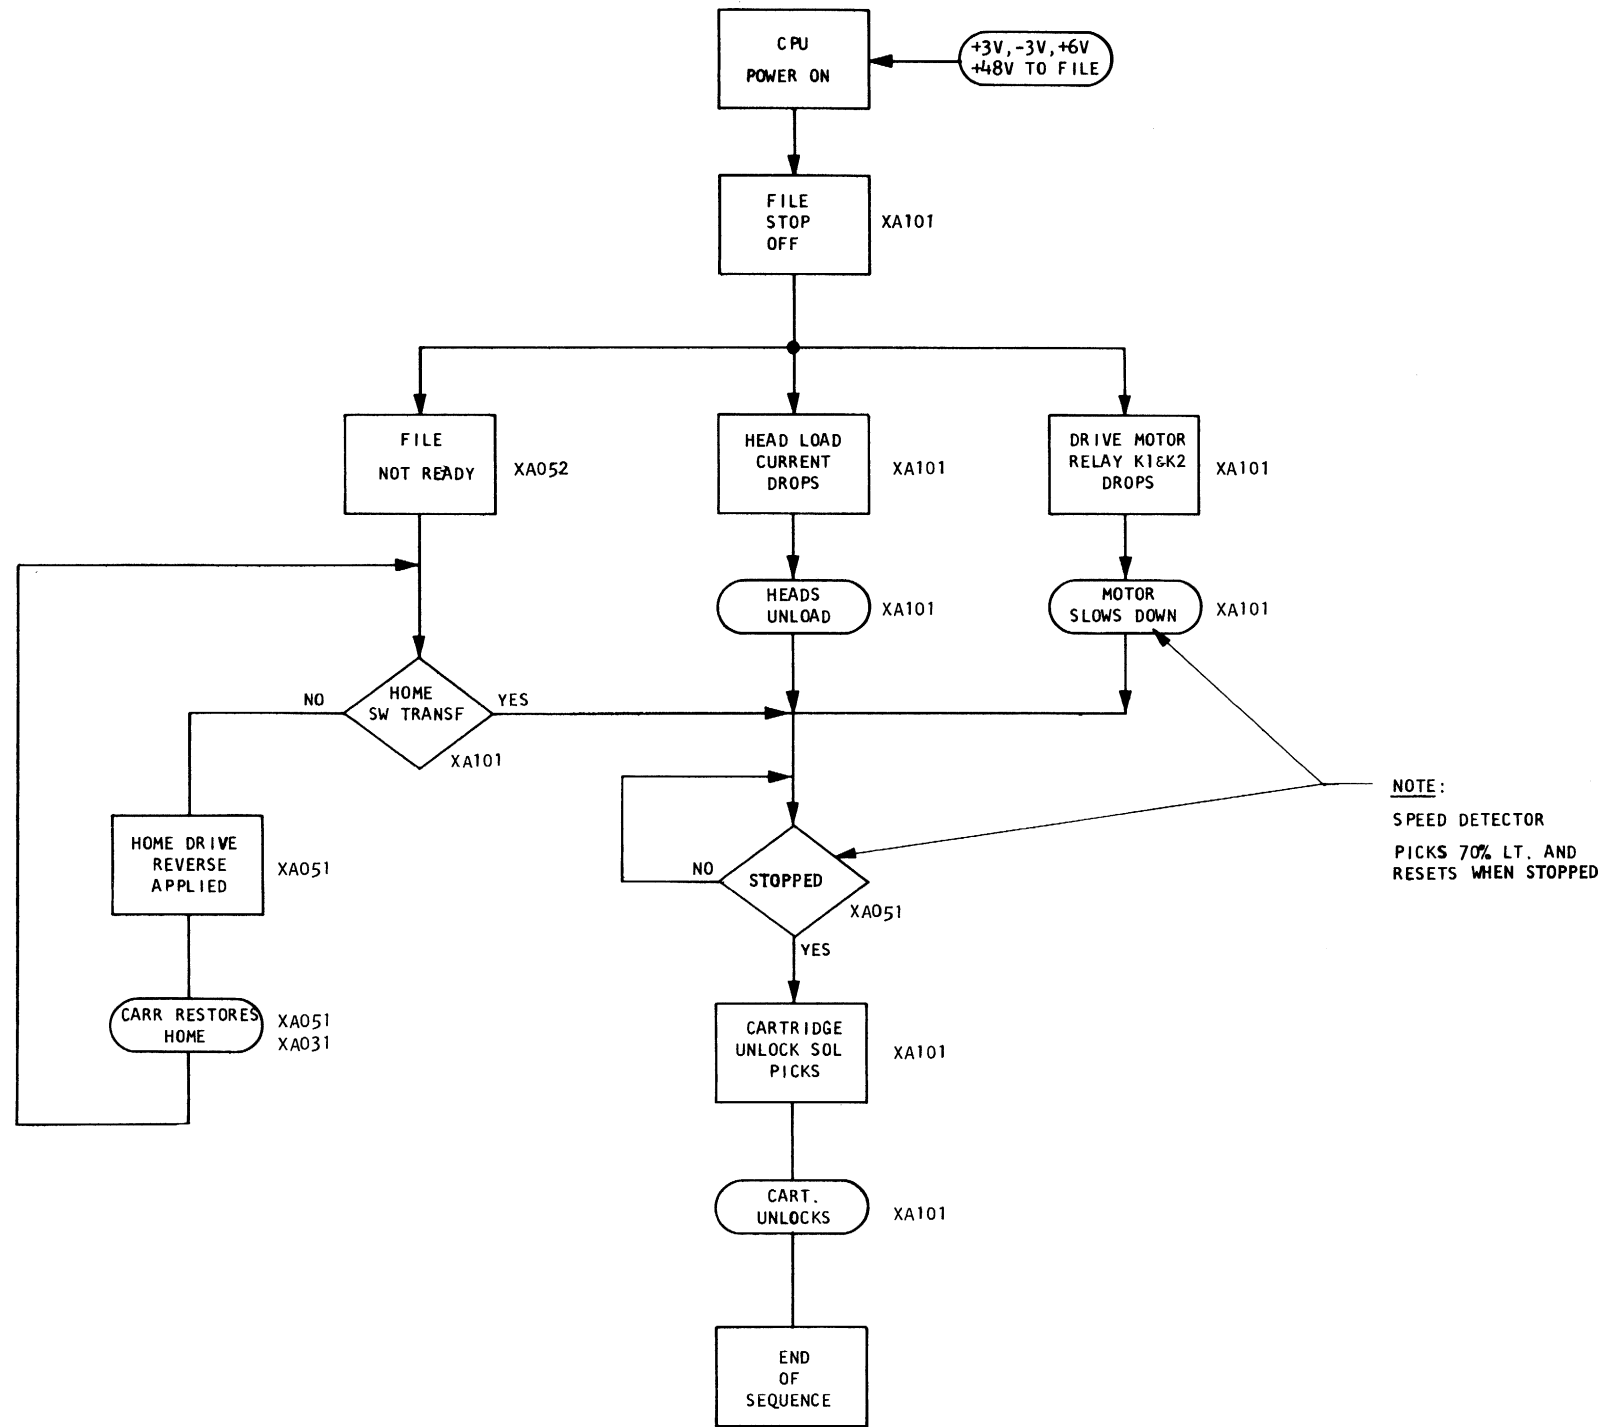 CPU
POWER ON
+3V, -3V, +6V
+48V TO FILE
FILE
STOP
OFF
XA101
FILE
NOT READY
XA052
HEAD LOAD
CURRENT
DROPS
XA101
DRIVE MOTOR
RELAY K1&K2
DROPS
XA101
HEADS
UNLOAD
XA101
MOTOR
SLOWS DOWN
XA101
HOME
SW TRANSF
NO
YES
XA101
NOTE:
SPEED DETECTOR
PICKS 70% LT. AND
RESETS WHEN STOPPED
HOME DRIVE
REVERSE
APPLIED
XA051
STOPPED
NO
XA051
YES
CARR RESTORES
HOME
XA051
XA031
CARTRIDGE
UNLOCK SOL
PICKS
XA101
CART.
UNLOCKS
XA101
END
OF
SEQUENCE